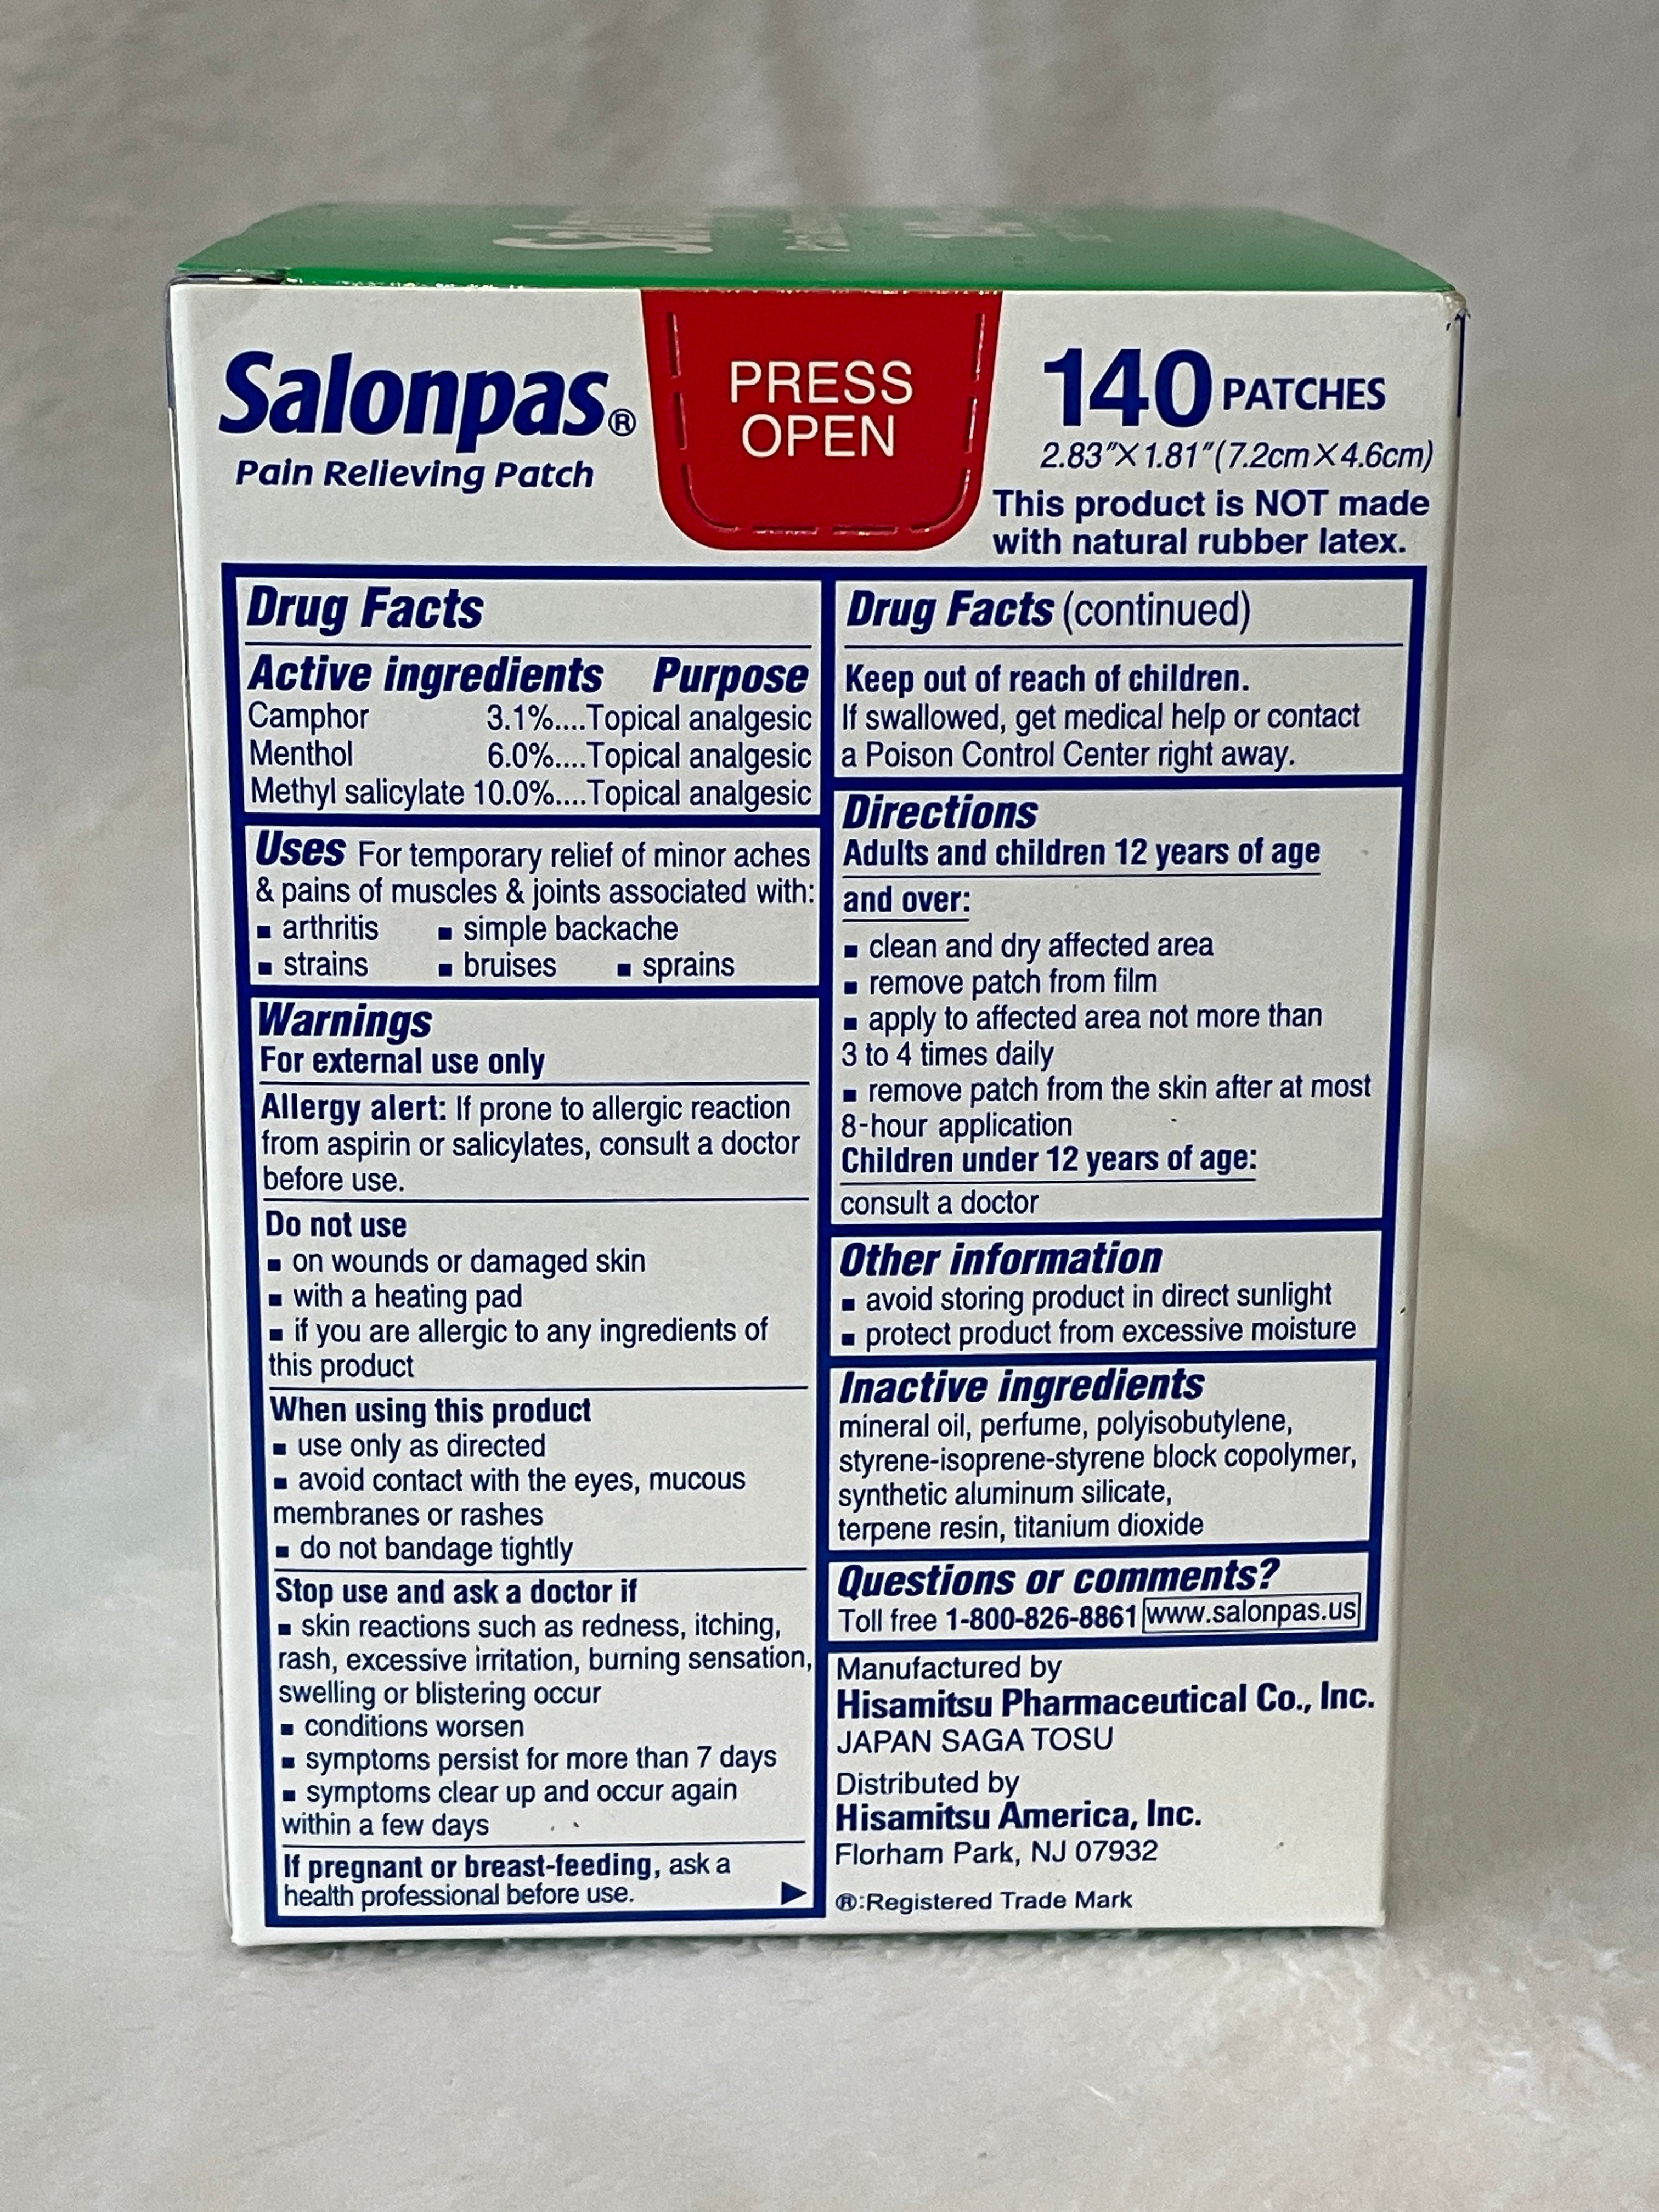 Salonpas®
Pain Relieving Patch
PRESS
OPEN
140 PATCHES
2.83″X1.81″(7.2cmX4.6cm)
This product is NOT made
with natural rubber latex.
Drug Facts
Active ingredients Purpose
Camphor 3.1%....Topical analgesic
Menthol 6.0%....Topical analgesic
Methyl salicylate 10.0%....Topical analgesic
Uses For temporary relief of minor aches
& pains of muscles & joints associated with:
▪ arthritis ▪ simple backache
▪ strains ▪ bruises ▪ sprains
Warnings
For external use only
Allergy alert: If prone to allergic reaction
from aspirin or salicylates, consult a doctor
before use.
Do not use
▪ on wounds or damaged skin
▪ with a heating pad
▪ if you are allergic to any ingredients of
this product
When using this product
▪ use only as directed
▪ avoid contact with the eyes, mucous
membranes or rashes
▪ do not bandage tightly
Stop use and ask a doctor if
▪ skin reactions such as redness, itching,
rash, excessive irritation, burning sensation,
swelling or blistering occur
▪ conditions worsen
▪ symptoms persist for more than 7 days
▪ symptoms clear up and occur again
within a few days
If pregnant or breast-feeding, ask a
health professional before use.
Drug Facts (continued)
Keep out of reach of children.
If swallowed, get medical help or contact
a Poison Control Center right away.
Directions
Adults and children 12 years of age
and over:
▪ clean and dry affected area
▪ remove patch from film
▪ apply to affected area not more than
3 to 4 times daily
▪ remove patch from the skin after at most
8-hour application
Children under 12 years of age:
consult a doctor
Other information
▪ avoid storing product in direct sunlight
▪ protect product from excessive moisture
Inactive ingredients
mineral oil, perfume, polyisobutylene,
styrene-isoprene-styrene block copolymer,
synthetic aluminum silicate,
terpene resin, titanium dioxide
Questions or comments?
Toll free 1-800-826-8861 www.salonpas.us
Manufactured by
Hisamitsu Pharmaceutical Co., Inc.
JAPAN SAGA TOSU
Distributed by
Hisamitsu America, Inc.
Florham Park, NJ 07932
®:Registered Trade Mark